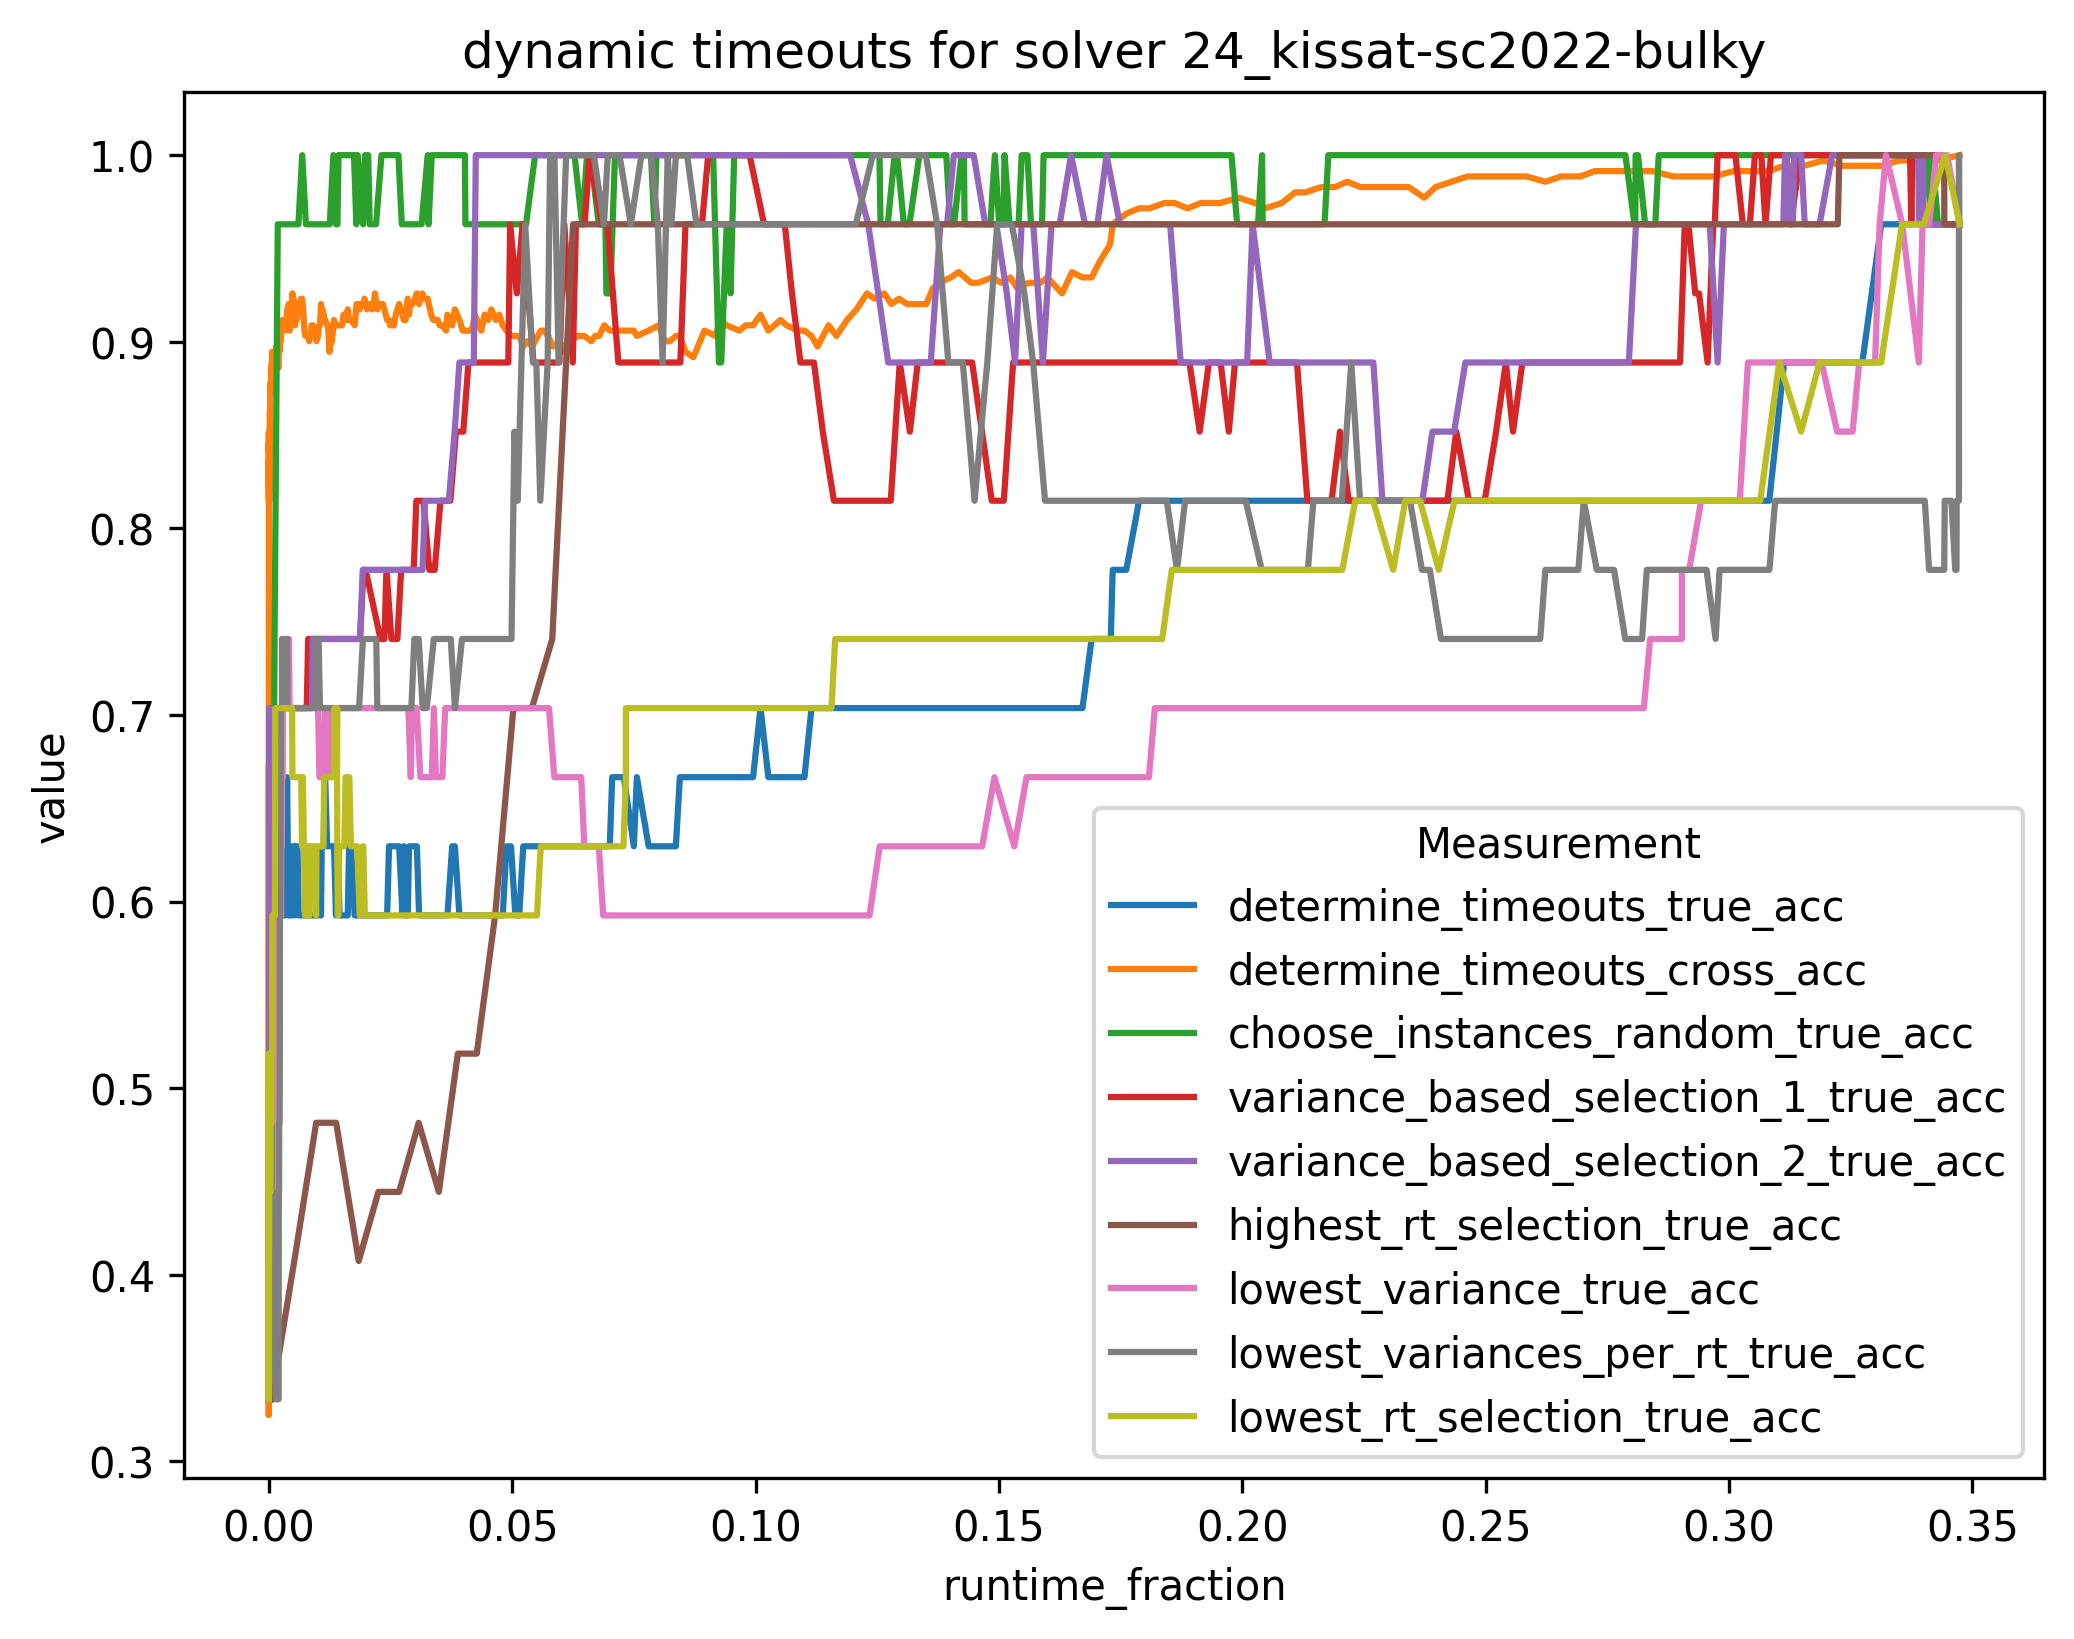 dynamic timeouts for solver 24_kissat-sc2022-bulky
value
1.0
0.9
0.8
0.7
0.6
0.5
0.4
0.3
Measurement
determine_timeouts_true_acc
determine_timeouts_cross_acc
choose_instances_random_true_acc
variance_based_selection_1_true_acc
variance_based_selection_2_true_acc
highest_rt_selection_true_acc
lowest_variance_true_acc
lowest_variances_per_rt_true_acc
lowest_rt_selection_true_acc
0.00 0.05 0.10 0.15 0.20 0.25 0.30 0.35
runtime_fraction